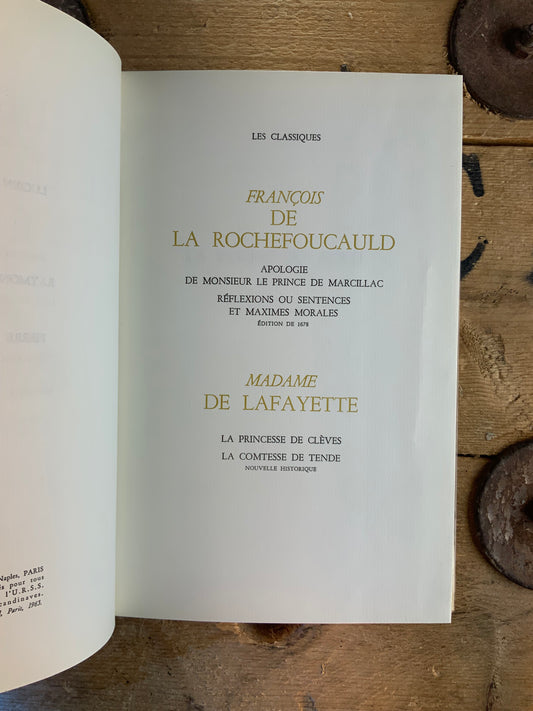 Naples, PARIS
pour tous
l'U.R.S.S.
Paris, 1965.
LES CLASSIQUES
FRANÇOIS
DE
LA ROCHEFOUCAULD
APOLOGIE
DE MONSIEUR LE PRINCE DE MARCILLAC
RÉFLEXIONS OU SENTENCES
ET MAXIMES MORALES
ÉDITION DE 1678
MADAME
DE LAFAYETTE
LA PRINCESSE DE CLÈVES
LA COMTESSE DE TENDE
NOUVELLE HISTORIQUE